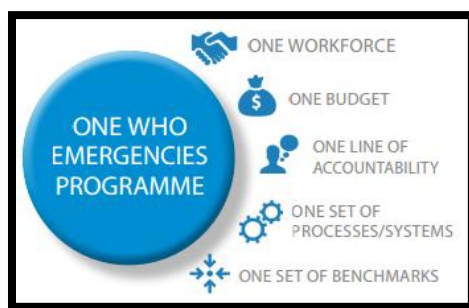 ONE WHO
EMERGENCIES
PROGRAMME
ONE WORKFORCE
$
ONE BUDGET
ONE LINE OF
ACCOUNTABILITY
ONE SET OF
PROCESSES/SYSTEMS
ONE SET OF BENCHMARKS